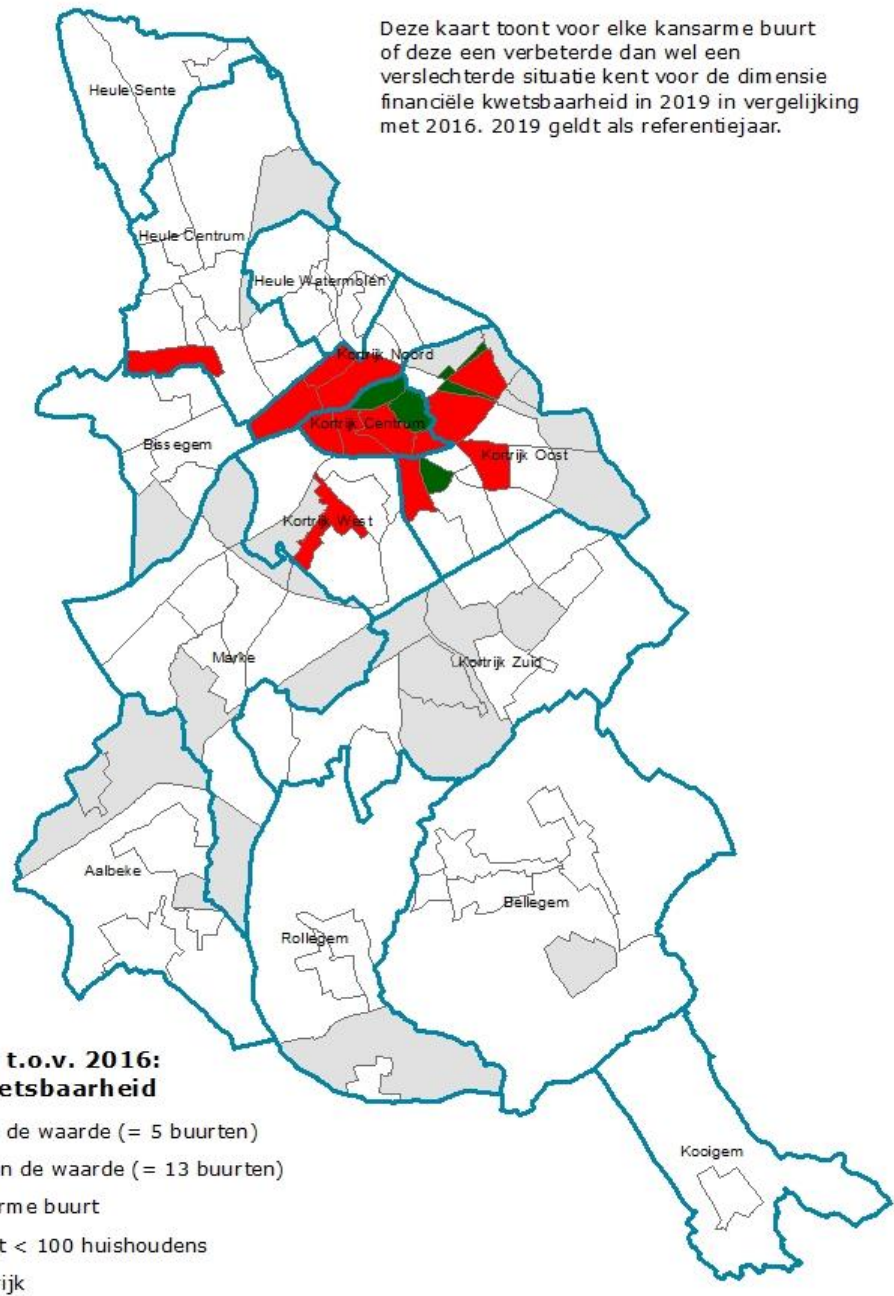 Deze kaart toont voor elke kansarme buurt
of deze een verbeterde dan wel een
verslechterde situatie kent voor de dimensie
financiële kwetsbaarheid in 2019 in vergelijking
met 2016. 2019 geldt als referentiejaar.
Heule Sente
Heule Centrum
Heule Watermolen
Kortrijk Noord
Kortrijk Centrum
Bissegem
Kortrijk Oost
Kortrijk West
Marke
Kortrijk Zuid
Aalbeke
Bellegem
Rollegem
t.o.v. 2016:
etsbaarheid
de waarde (= 5 buurten)
n de waarde (= 13 buurten)
rme buurt
t < 100 huishoudens
ijk
Kooigem